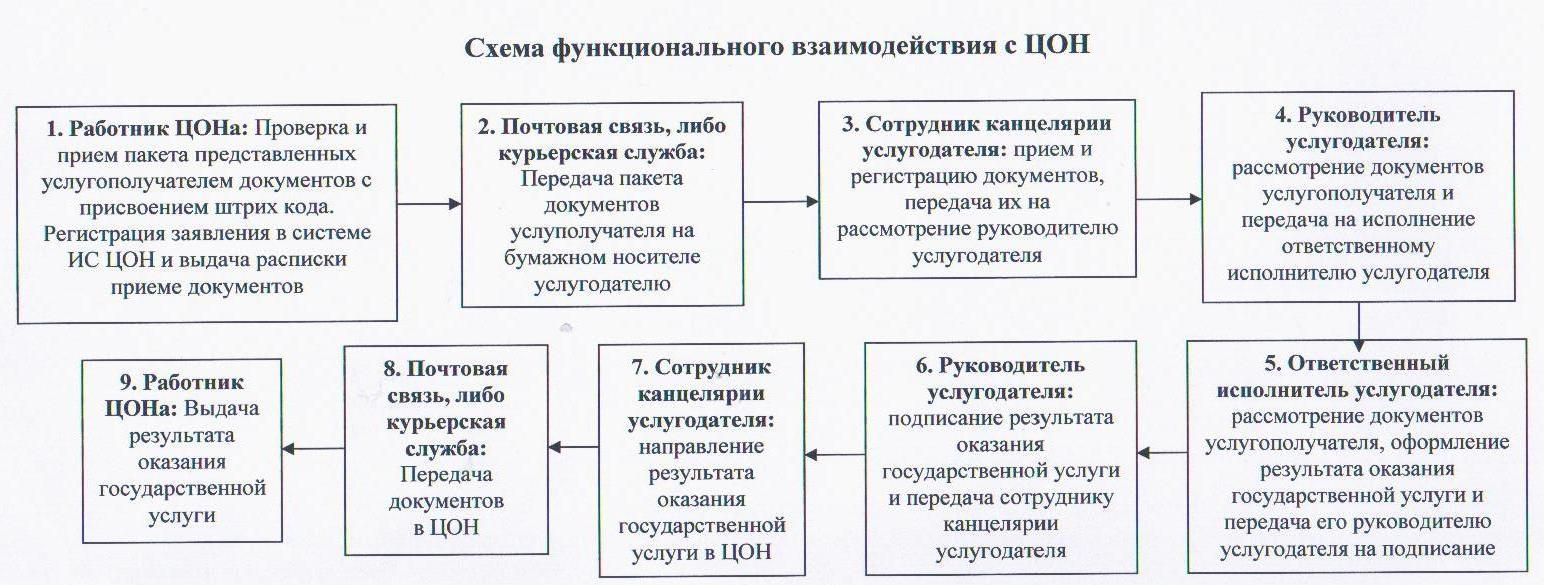 Схема функционального взаимодействия с ЦОН
1. Работник ЦОНа: Проверка и
прием пакета представленных
услугополучателем документов с
присвоением штрих кода.
Регистрация заявления в системе
ИС ЦОН и выдача расписки
приеме документов
2. Почтовая связь, либо
курьерская служба:
Передача пакета
документов
услуполучателя на
бумажном носителе
услугодателю
3. Сотрудник канцелярии
услугодателя: прием и
регистрацию документов,
передача их на
рассмотрение руководителю
услугодателя
4. Руководитель
услугодателя:
рассмотрение документов
услугополучателя и
передача на исполнение
ответственному
исполнителю услугодателя
5. Ответственный
исполнитель услугодателя:
рассмотрение документов
услугополучателя, оформление
результата оказания
государственной услуги и
передача его руководителю
услугодателя на подписание
6. Руководитель
услугодателя:
подписание результата
оказания
государственной услуги
и передача сотруднику
канцелярии
услугодателя
7. Сотрудник
канцелярии
услугодателя:
направление
результата
оказания
государственной
услуги в ЦОН
8. Почтовая
связь, либо
курьерская
служба:
Передача
документов
в ЦОН
9. Работник
ЦОНа: Выдача
результата
оказания
государственной
услуги